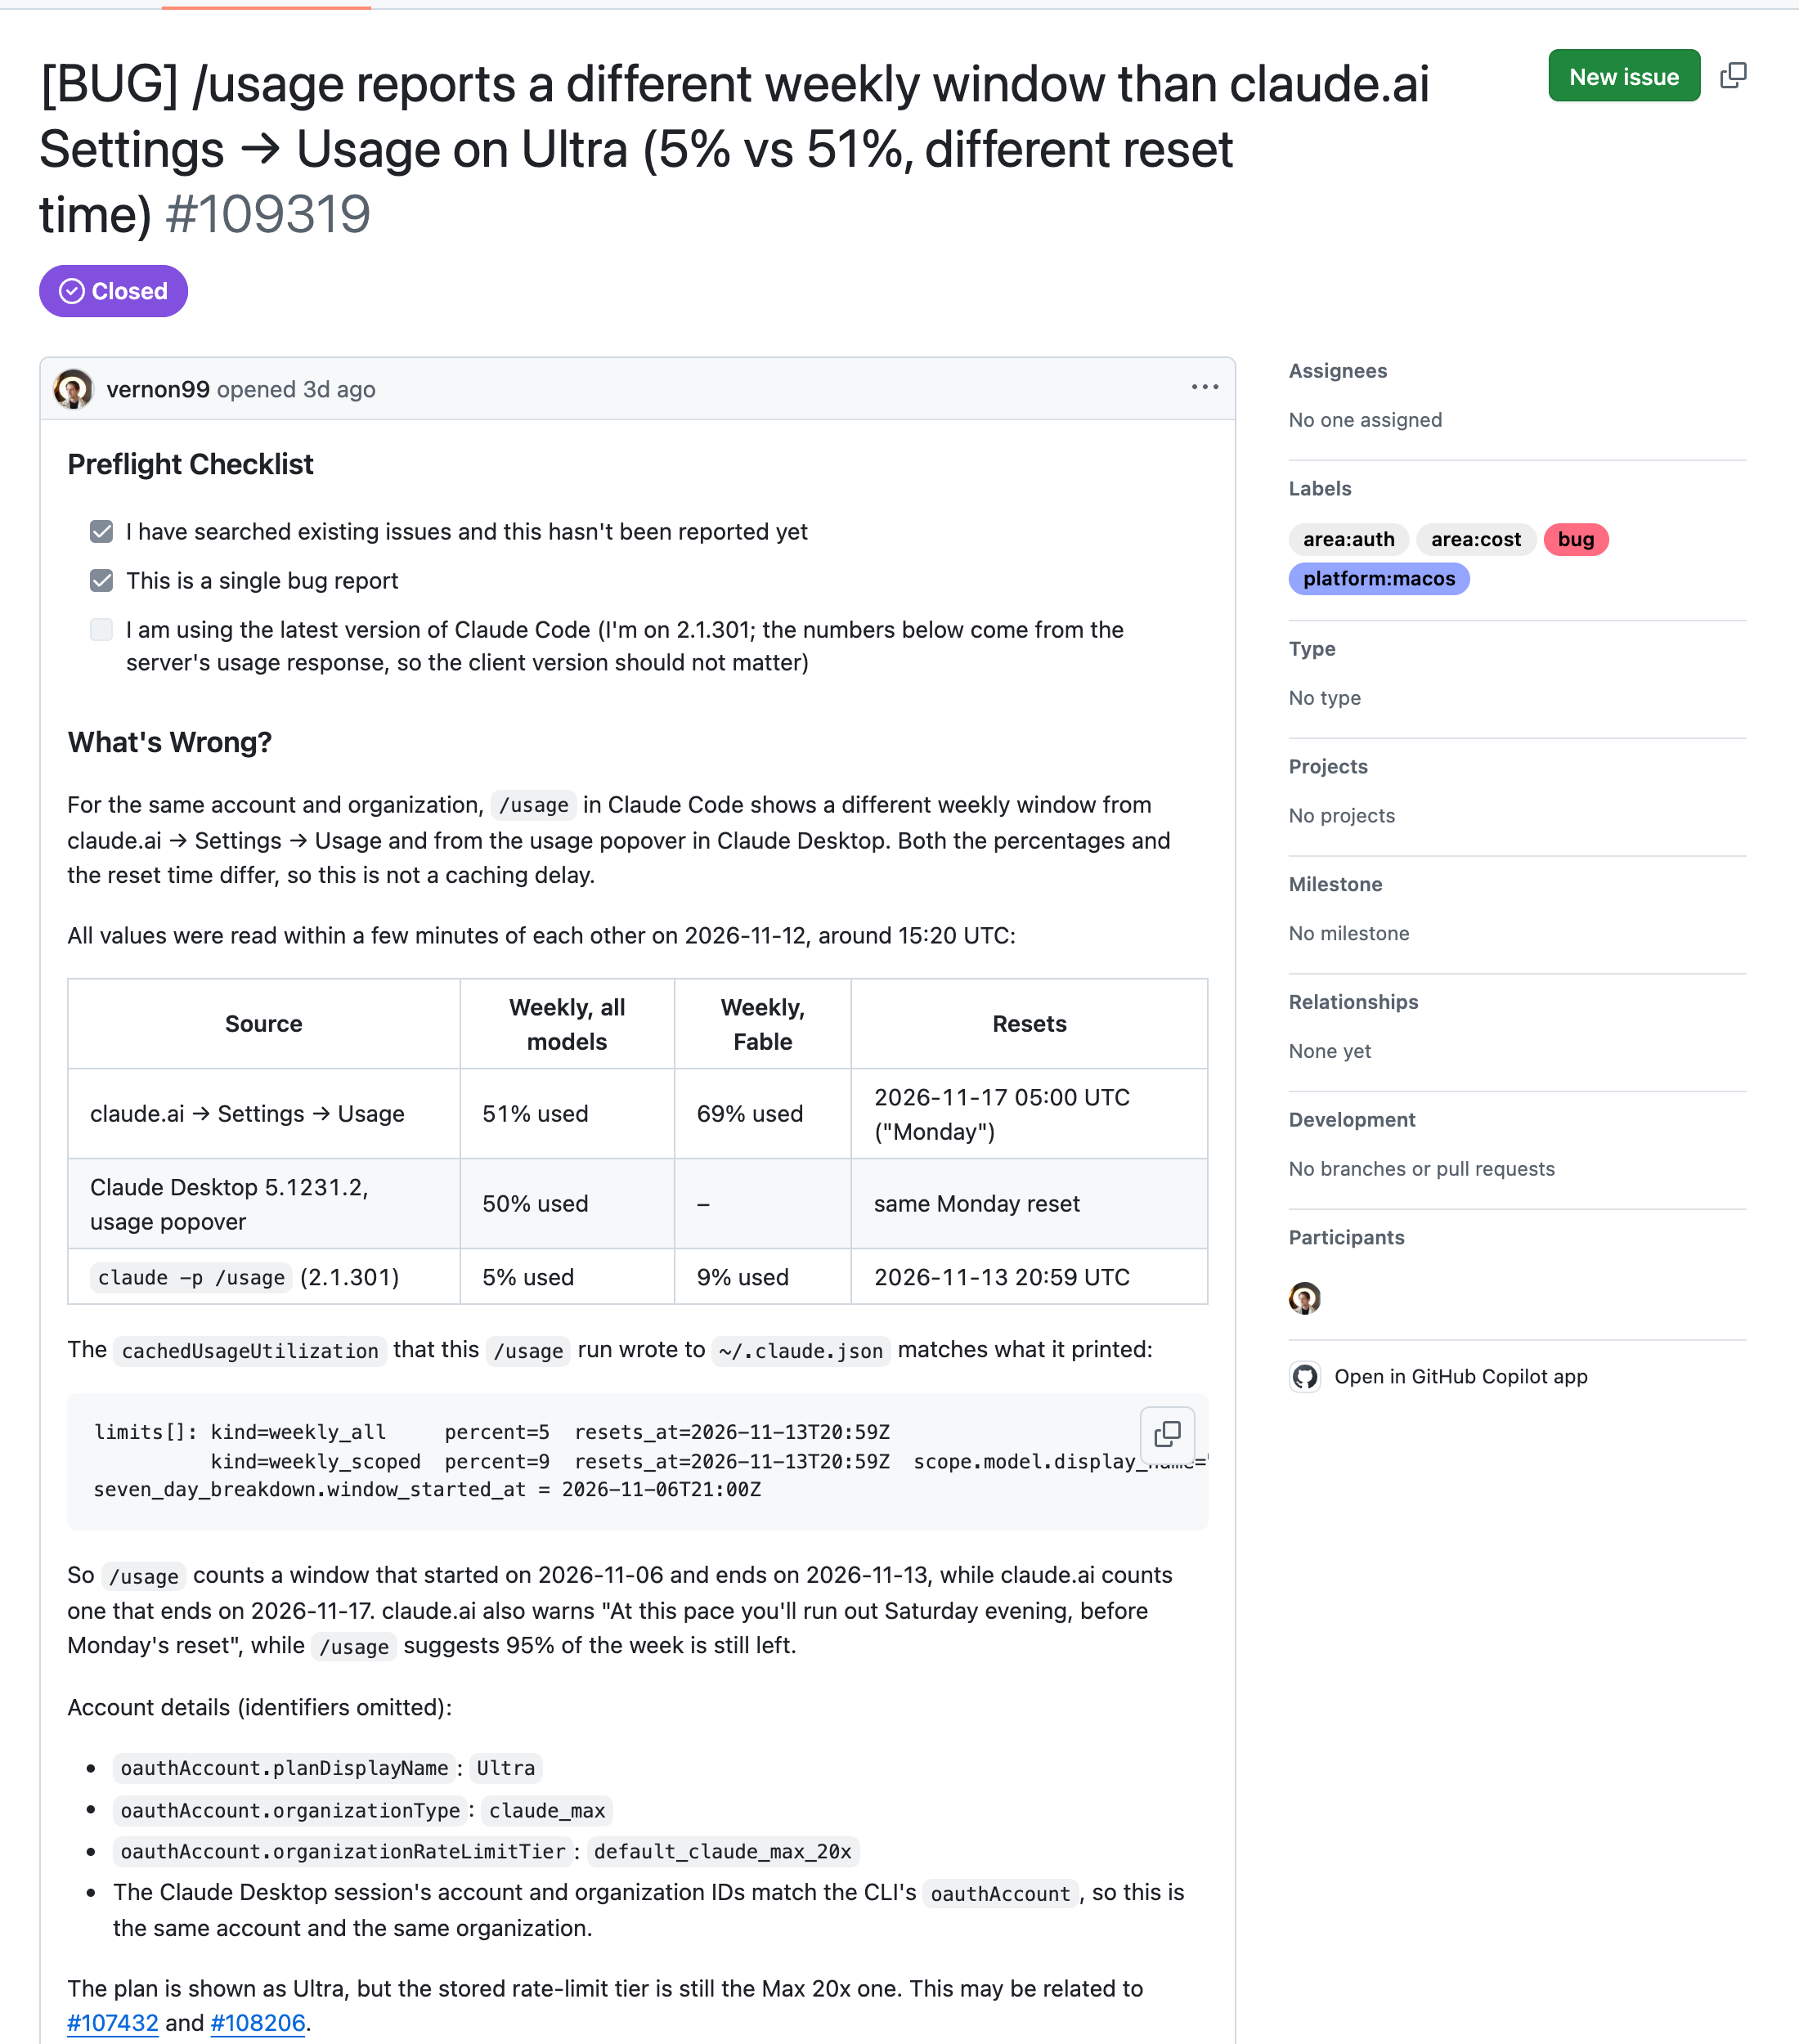 [BUG] /usage reports a different weekly window than claude.ai
Settings → Usage on Ultra (5% vs 51%, different reset
time) #109319
New issue
Closed
vernon99 opened 3d ago
Preflight Checklist
I have searched existing issues and this hasn't been reported yet
This is a single bug report
I am using the latest version of Claude Code (I'm on 2.1.301; the numbers below come from the
server's usage response, so the client version should not matter)
What's Wrong?
For the same account and organization, /usage in Claude Code shows a different weekly window from
claude.ai → Settings → Usage and from the usage popover in Claude Desktop. Both the percentages and
the reset time differ, so this is not a caching delay.
All values were read within a few minutes of each other on 2026-11-12, around 15:20 UTC:
Source
Weekly, all
models
Weekly,
Fable
Resets
claude.ai → Settings → Usage
51% used
69% used
2026-11-17 05:00 UTC
("Monday")
Claude Desktop 5.1231.2,
usage popover
50% used
–
same Monday reset
claude -p /usage (2.1.301)
5% used
9% used
2026-11-13 20:59 UTC
The cachedUsageUtilization that this /usage run wrote to ~/.claude.json matches what it printed:
limits[]: kind=weekly_all     percent=5  resets_at=2026-11-13T20:59Z
kind=weekly_scoped  percent=9  resets_at=2026-11-13T20:59Z  scope.model.display_name="
seven_day_breakdown.window_started_at = 2026-11-06T21:00Z
So /usage counts a window that started on 2026-11-06 and ends on 2026-11-13, while claude.ai counts
one that ends on 2026-11-17. claude.ai also warns "At this pace you'll run out Saturday evening, before
Monday's reset", while /usage suggests 95% of the week is still left.
Account details (identifiers omitted):
oauthAccount.planDisplayName: Ultra
oauthAccount.organizationType: claude_max
oauthAccount.organizationRateLimitTier: default_claude_max_20x
The Claude Desktop session's account and organization IDs match the CLI's oauthAccount, so this is
the same account and the same organization.
The plan is shown as Ultra, but the stored rate-limit tier is still the Max 20x one. This may be related to
#107432 and #108206.
Assignees
No one assigned
Labels
area:auth
area:cost
bug
platform:macos
Type
No type
Projects
No projects
Milestone
No milestone
Relationships
None yet
Development
No branches or pull requests
Participants
Open in GitHub Copilot app